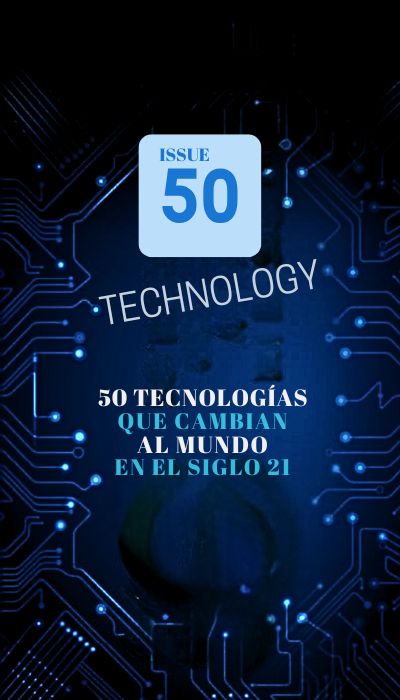 ISSUE
50
TECHNOLOGY
50 TECNOLOGÍAS
QUE CAMBIAN
AL MUNDO
EN EL SIGLO 21